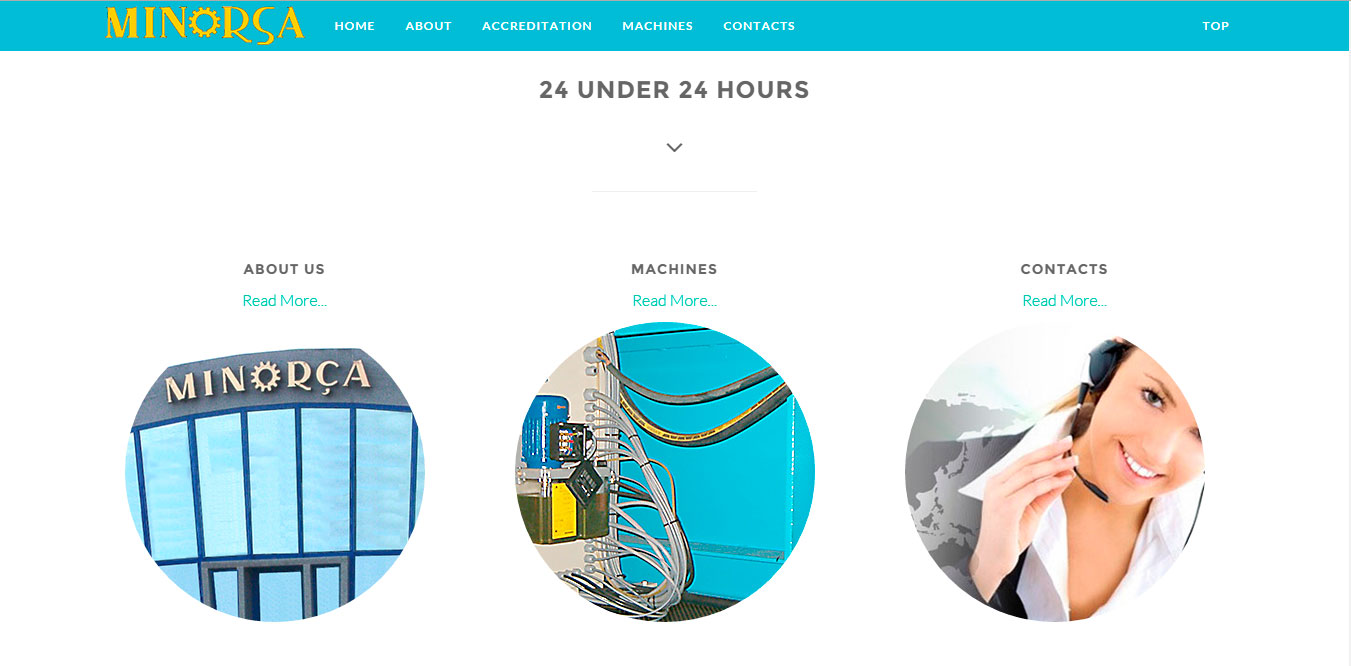 MINORÇA HOME ABOUT ACCREDITATION MACHINES CONTACTS TOP
24 UNDER 24 HOURS
ABOUT US MACHINES CONTACTS
Read More... Read More... Read More...
MINORÇA